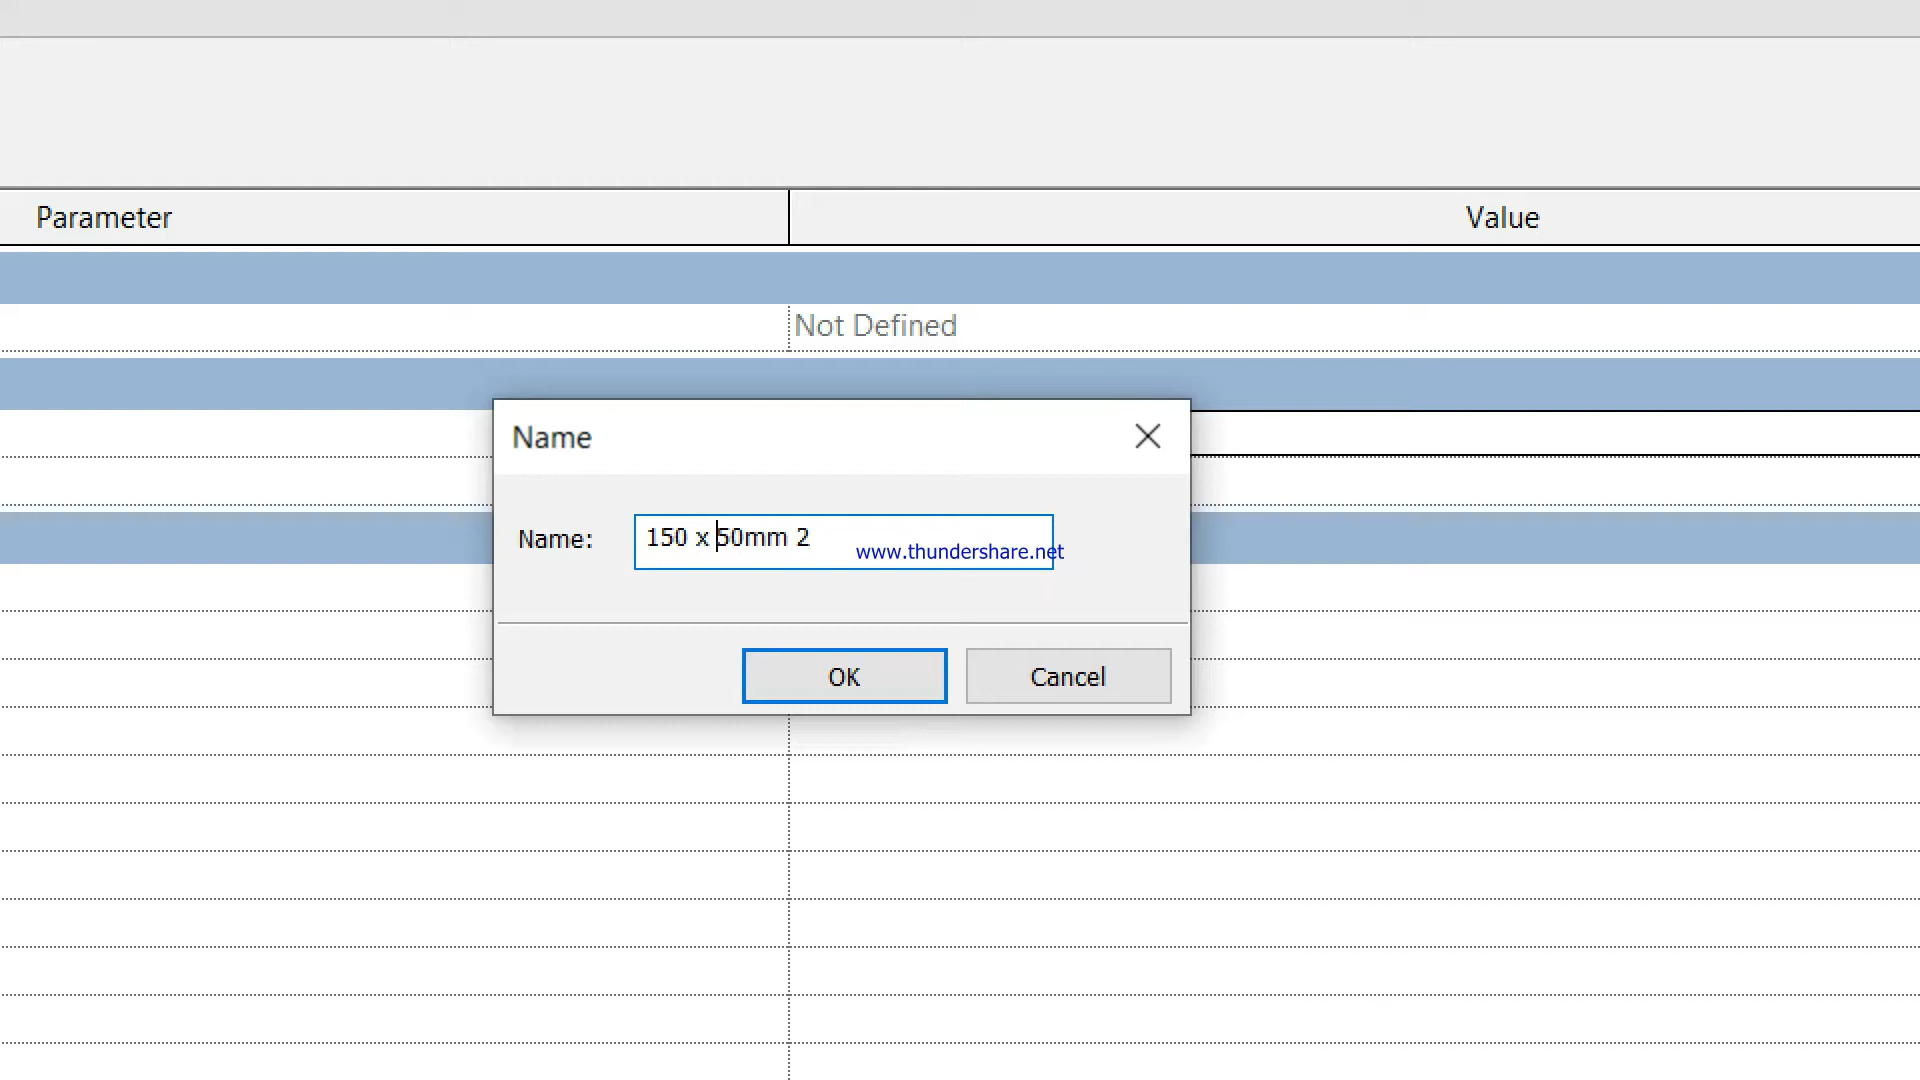 Parameter
Value
Not Defined
Name
Name:
150 x 50mm 2
www.thundershare.net
OK
Cancel